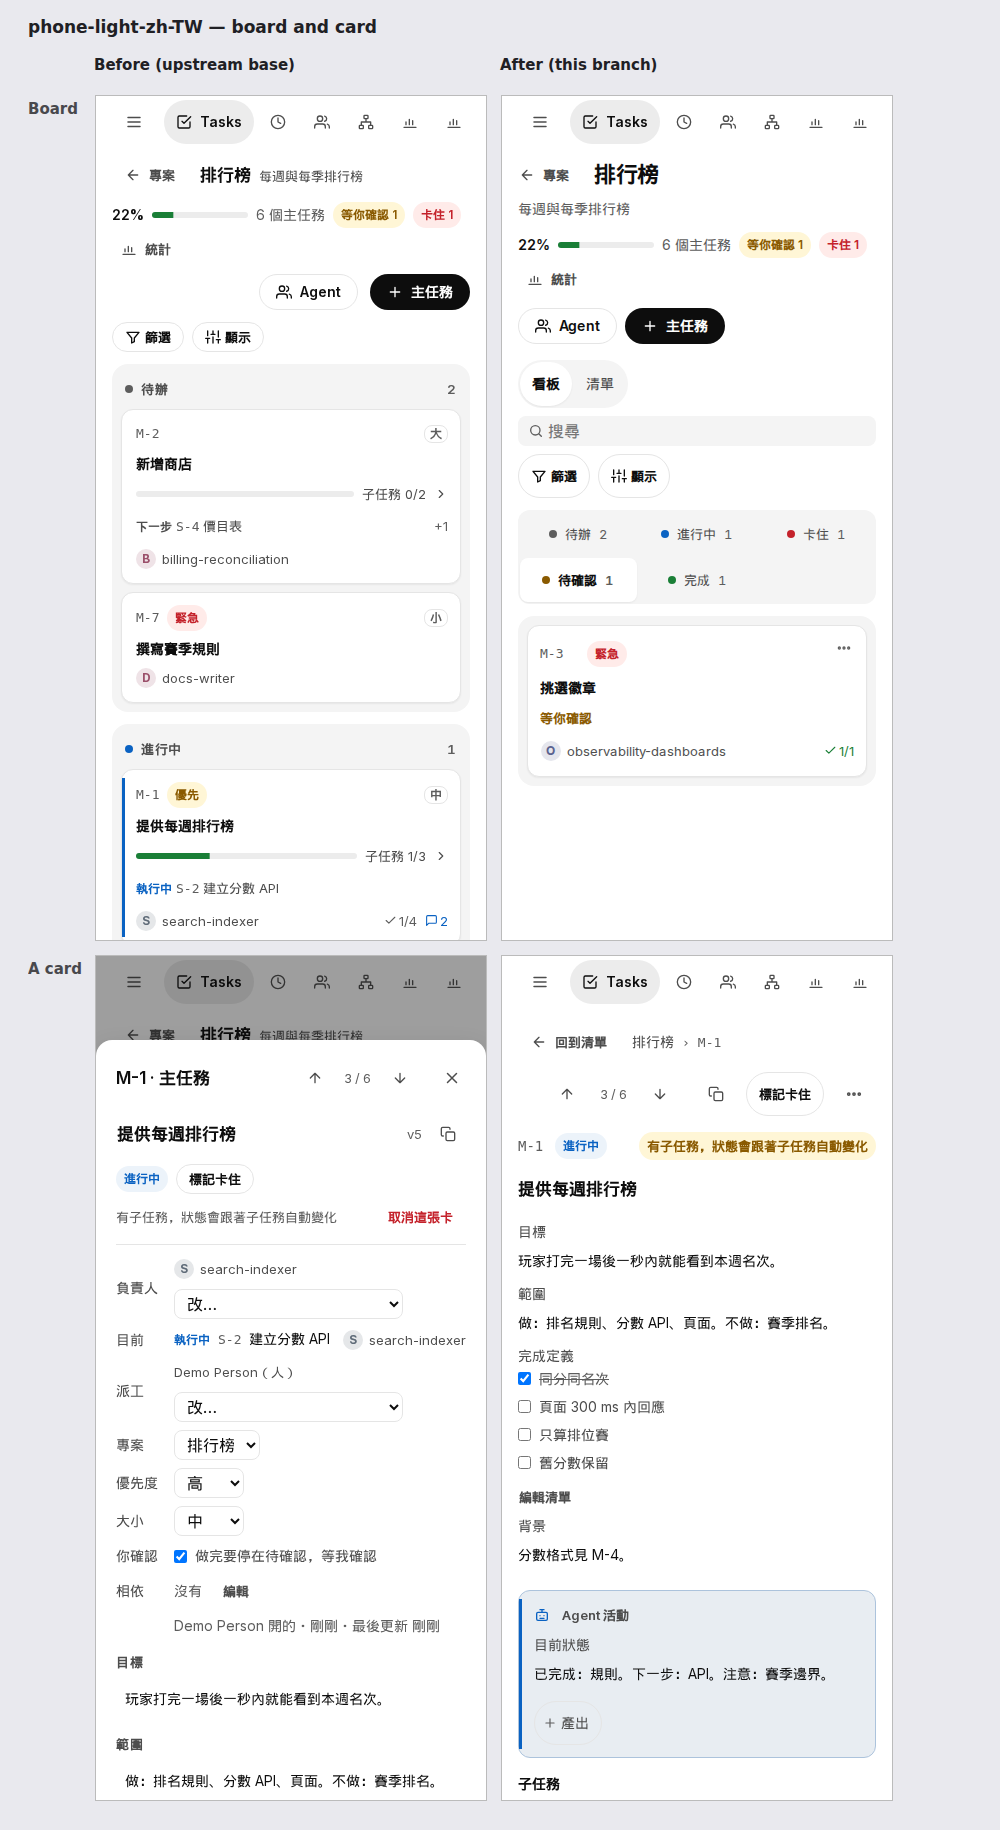 phone-light-zh-TW — board and card
Before (upstream base)
After (this branch)
Board
Tasks
專案 排行榜 每週與每季排行榜
22% 6 個主任務 等你確認 1 卡住 1
統計
Agent 主任務
篩選 顯示
待辦 2
M-2 大
新增商店
子任務 0/2
下一步 S-4 價目表 +1
B billing-reconciliation
M-7 緊急 小
撰寫賽季規則
D docs-writer
進行中 1
M-1 優先 中
提供每週排行榜
子任務 1/3
執行中 S-2 建立分數 API
S search-indexer 1/4 2
Tasks
專案 排行榜
每週與每季排行榜
22% 6 個主任務 等你確認 1 卡住 1
統計
Agent 主任務
看板 清單
搜尋
篩選 顯示
待辦 2 進行中 1 卡住 1
待確認 1 完成 1
M-3 緊急
挑選徽章
等你確認
O observability-dashboards 1/1
A card
Tasks
專案 排行榜 每週與每季排行榜
M-1 · 主任務 3 / 6
提供每週排行榜 v5
進行中 標記卡住
有子任務，狀態會跟著子任務自動變化 取消這張卡
負責人 S search-indexer
改…
目前 執行中 S-2 建立分數 API S search-indexer
派工 Demo Person（人）
改…
專案 排行榜
優先度 高
大小 中
你確認 做完要停在待確認，等我確認
相依 沒有 編輯
Demo Person 開的・剛剛・最後更新 剛剛
目標
玩家打完一場後一秒內就能看到本週名次。
範圍
做：排名規則、分數 API、頁面。不做：賽季排名。
Tasks
回到清單 排行榜 › M-1
3 / 6 標記卡住
M-1 進行中 有子任務，狀態會跟著子任務自動變化
提供每週排行榜
目標
玩家打完一場後一秒內就能看到本週名次。
範圍
做：排名規則、分數 API、頁面。不做：賽季排名。
完成定義
同分同名次
頁面 300 ms 內回應
只算排位賽
舊分數保留
編輯清單
背景
分數格式見 M-4。
Agent 活動
目前狀態
已完成：規則。下一步：API。注意：賽季邊界。
產出
子任務